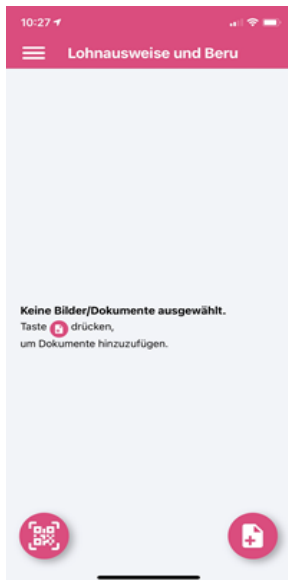 10:27
Lohnausweise und Beru
Keine Bilder/Dokumente ausgewählt.
Taste drücken,
um Dokumente hinzuzufügen.